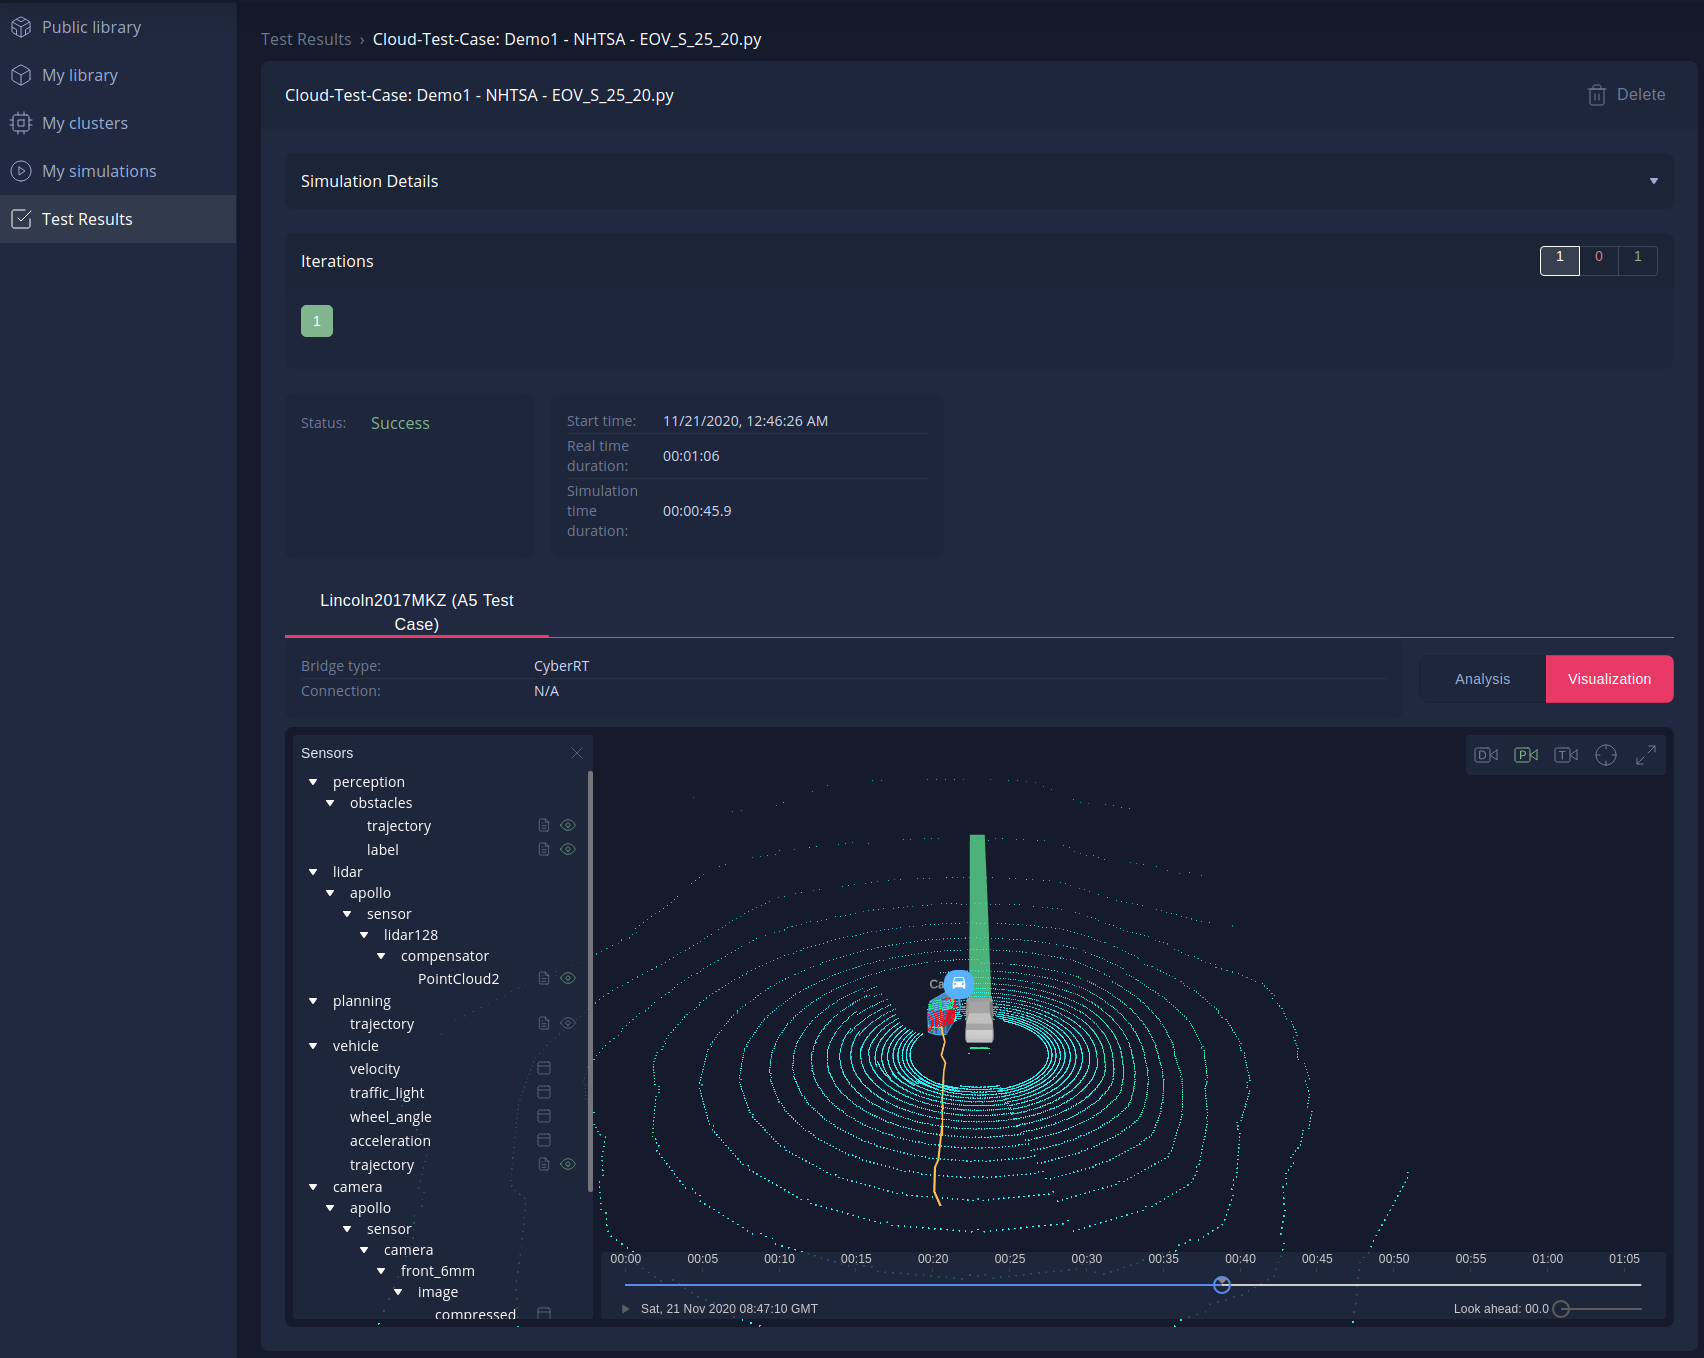 Public library
My library
My clusters
My simulations
Test Results
Test Results › Cloud-Test-Case: Demo1 - NHTSA - EOV_S_25_20.py
Cloud-Test-Case: Demo1 - NHTSA - EOV_S_25_20.py
Delete
Simulation Details
Iterations
1 0 1
1
Status: Success
Start time: 11/21/2020, 12:46:26 AM
Real time
duration:
00:01:06
Simulation
time
duration:
00:00:45.9
Lincoln2017MKZ (A5 Test
Case)
Bridge type: CyberRT
Connection: N/A
Analysis
Visualization
Sensors
perception
obstacles
trajectory
label
lidar
apollo
sensor
lidar128
compensator
PointCloud2
planning
trajectory
vehicle
velocity
traffic_light
wheel_angle
acceleration
trajectory
camera
apollo
sensor
camera
front_6mm
image
compressed
D P T
Ca
00:00 00:05 00:10 00:15 00:20 00:25 00:30 00:35 00:40 00:45 00:50 00:55 01:00 01:05
Sat, 21 Nov 2020 08:47:10 GMT
Look ahead: 00.0